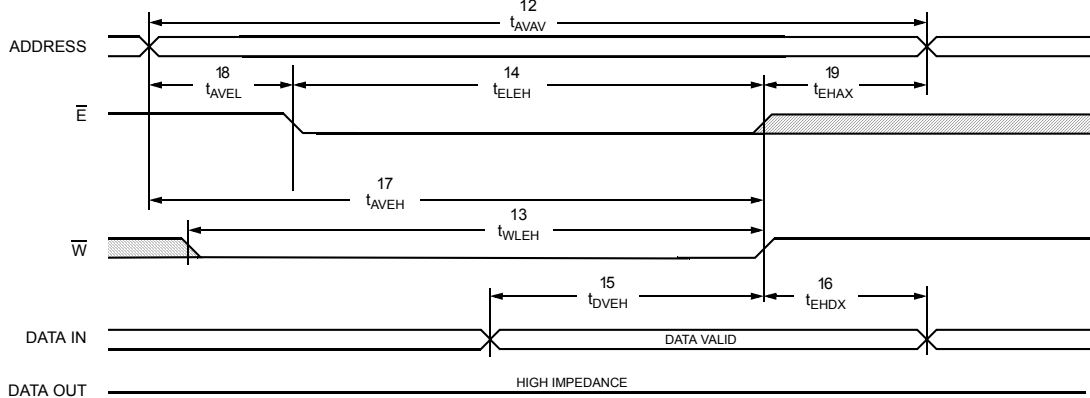 12
tAVAV
ADDRESS
18
tAVEL
14
tELEH
19
tEHAX
E̅
17
tAVEH
13
tWLEH
W̅
15
tDVEH
16
tEHDX
DATA IN
DATA VALID
DATA OUT
HIGH IMPEDANCE